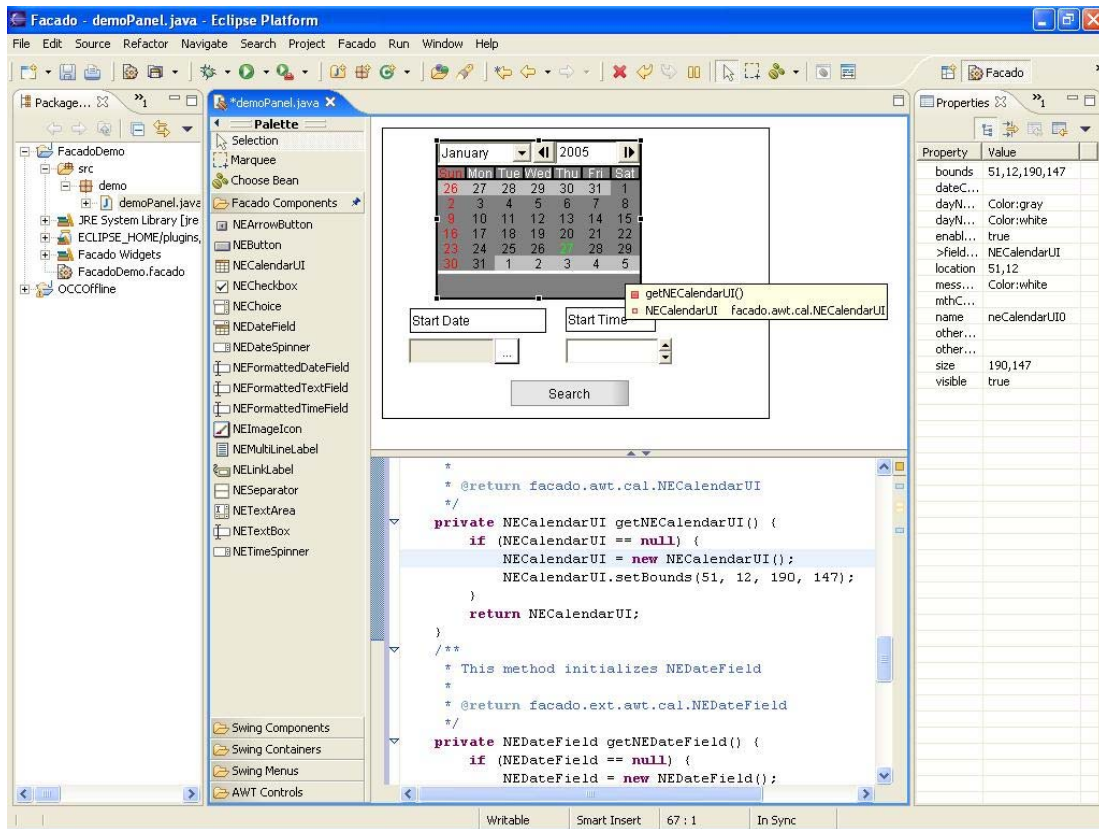 Facado - demoPanel.java - Eclipse Platform
File Edit Source Refactor Navigate Search Project Facado Run Window Help
Facado
Package...
»1
FacadoDemo
src
demo
demoPanel.java
JRE System Library [jre
ECLIPSE_HOME/plugins,
Facado Widgets
FacadoDemo.facado
OCCOffline
*demoPanel.java
Palette
Selection
Marquee
Choose Bean
Facado Components
NEArrowButton
NEButton
NECalendarUI
NECheckbox
NEChoice
NEDateField
NEDateSpinner
NEFormattedDateField
NEFormattedTextField
NEFormattedTimeField
NEImageIcon
NEMultiLineLabel
NELinkLabel
NESeparator
NETextArea
NETextBox
NETimeSpinner
Swing Components
Swing Containers
Swing Menus
AWT Controls
January 2005
Sun Mon Tue Wed Thu Fri Sat
26 27 28 29 30 31 1
2 3 4 5 6 7 8
9 10 11 12 13 14 15
16 17 18 19 20 21 22
23 24 25 26 27 28 29
30 31 1 2 3 4 5
getNECalendarUI()
NECalendarUI facado.awt.cal.NECalendarUI
Start Date Start Time
...
Search
*
* @return facado.awt.cal.NECalendarUI
*/
private NECalendarUI getNECalendarUI() {
if (NECalendarUI == null) {
NECalendarUI = new NECalendarUI();
NECalendarUI.setBounds(51, 12, 190, 147);
}
return NECalendarUI;
}
/**
* This method initializes NEDateField
*
* @return facado.ext.awt.cal.NEDateField
*/
private NEDateField getNEDateField() {
if (NEDateField == null) {
NEDateField = new NEDateField();
Properties
»1
Property Value
bounds 51,12,190,147
dateC...
dayN... Color:gray
dayN... Color:white
enabl... true
>field... NECalendarUI
location 51,12
mess... Color:white
mthC...
name neCalendarUI0
other...
other...
size 190,147
visible true
Writable Smart Insert 67 : 1 In Sync